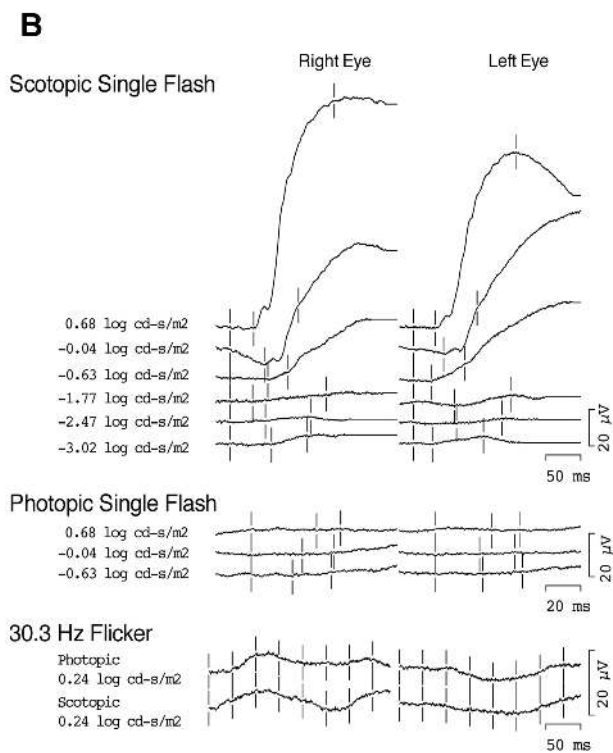 B
Right Eye Left Eye
Scotopic Single Flash
0.68 log cd-s/m2
-0.04 log cd-s/m2
-0.63 log cd-s/m2
-1.77 log cd-s/m2
-2.47 log cd-s/m2
-3.02 log cd-s/m2
20 µV
50 ms
Photopic Single Flash
0.68 log cd-s/m2
-0.04 log cd-s/m2
-0.63 log cd-s/m2
20 µV
20 ms
30.3 Hz Flicker
Photopic
0.24 log cd-s/m2
Scotopic
0.24 log cd-s/m2
20 µV
50 ms